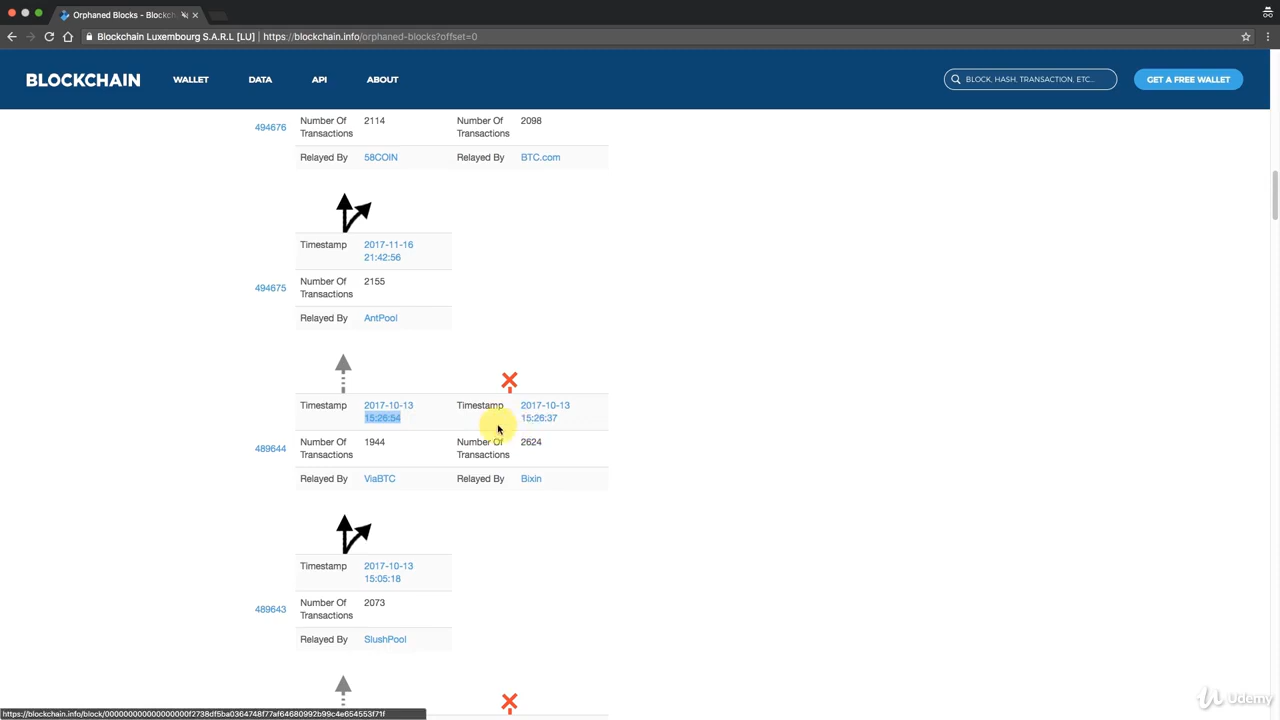 Orphaned Blocks - Blockch
Blockchain Luxembourg S.A.R.L [LU] | https://blockchain.info/orphaned-blocks?offset=0
BLOCKCHAIN WALLET DATA API ABOUT BLOCK, HASH, TRANSACTION, ETC... GET A FREE WALLET
494676
Number Of Transactions 2114 Number Of Transactions 2098
Relayed By 58COIN Relayed By BTC.com
Timestamp 2017-11-16 21:42:56
494675
Number Of Transactions 2155
Relayed By AntPool
Timestamp 2017-10-13 15:26:54 Timestamp 2017-10-13 15:26:37
489644
Number Of Transactions 1944 Number Of Transactions 2624
Relayed By ViaBTC Relayed By Bixin
Timestamp 2017-10-13 15:05:18
489643
Number Of Transactions 2073
Relayed By SlushPool
Udemy